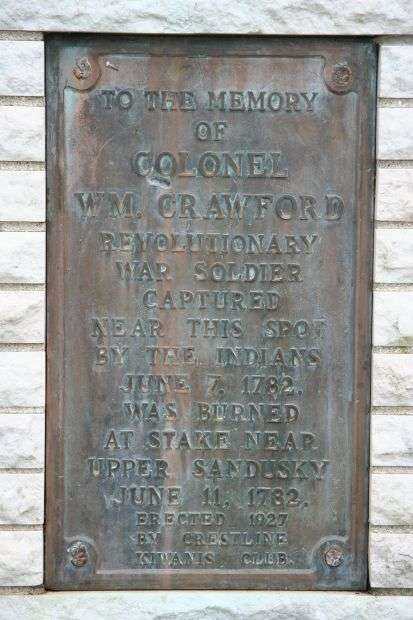 TO THE MEMORY
OF
COLONEL
WM. CRAWFORD
REVOLUTIONARY
WAR SOLDIER
CAPTURED
NEAR THIS SPOT
BY THE INDIANS
JUNE 7, 1782.
WAS BURNED
AT STAKE NEAR
UPPER SANDUSKY
JUNE 11, 1782.
ERECTED 1927
BY CRESTLINE
KIWANIS CLUB.